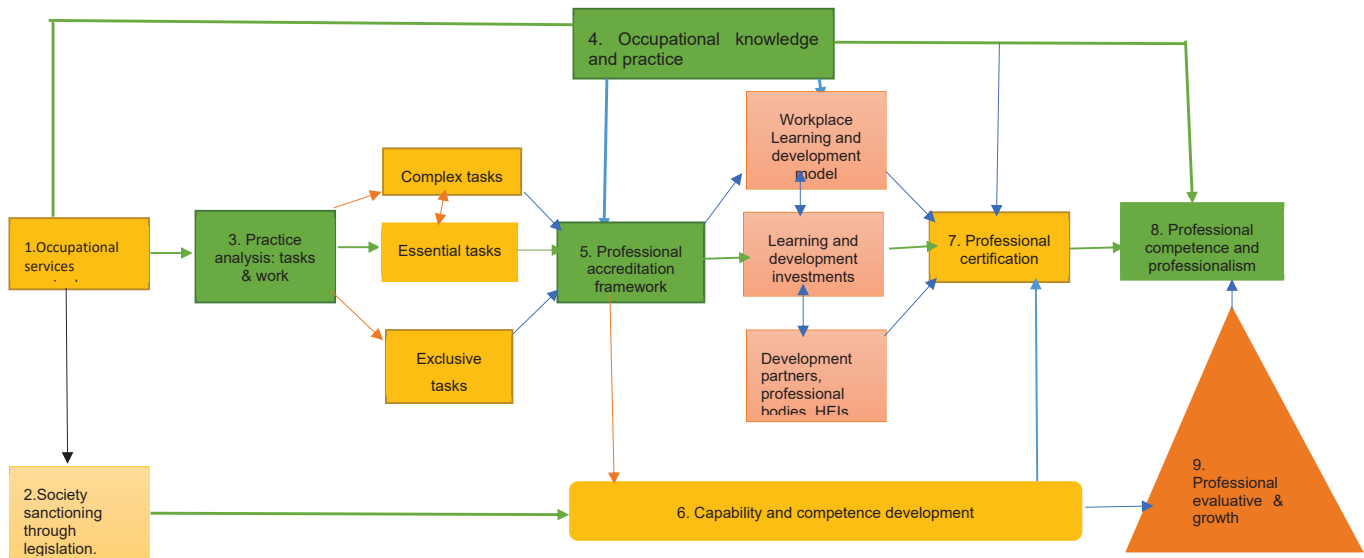 4. Occupational knowledge
and practice
Workplace
Learning and
development
model
Complex tasks
1.Occupational
services
3. Practice
analysis: tasks
& work
Essential tasks
5. Professional
accreditation
framework
Learning and
development
investments
7. Professional
certification
8. Professional
competence and
professionalism
Exclusive
tasks
Development
partners,
professional
bodies, HEIs
2.Society
sanctioning
through
legislation.
6. Capability and competence development
9.
Professional
evaluative &
growth